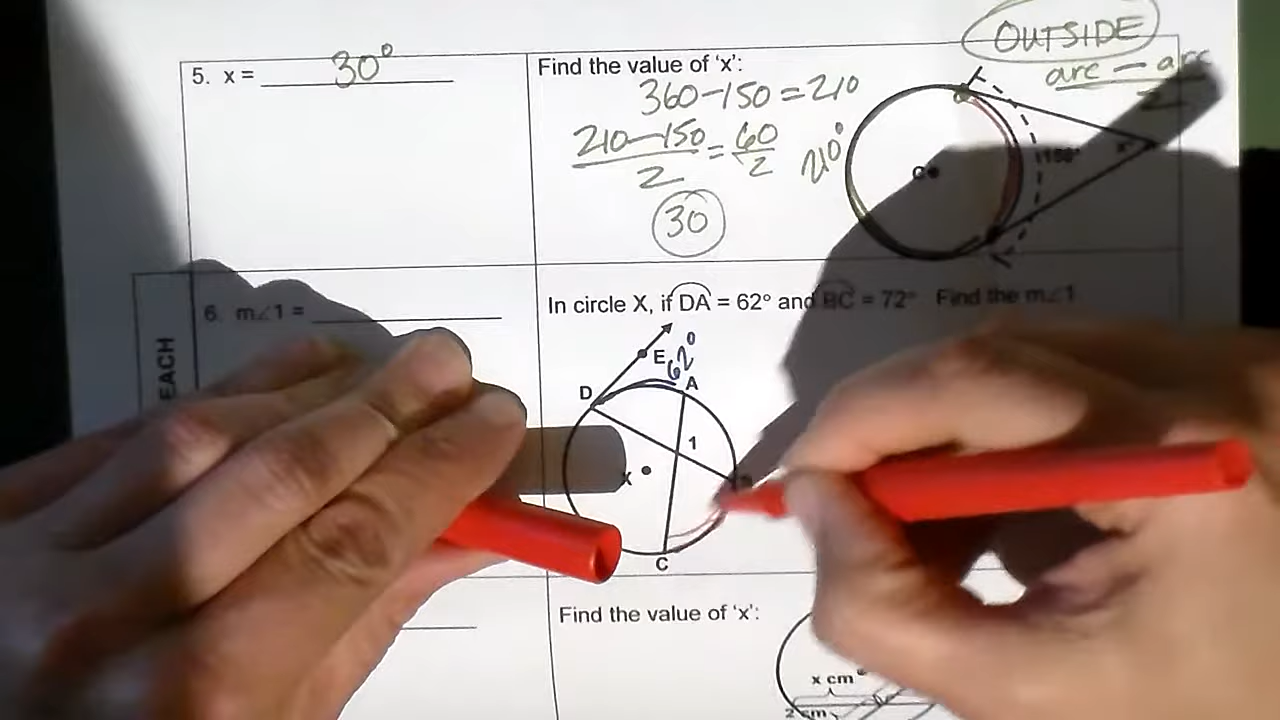 OUTSIDE
arc – arc
2
5. x = 30°
Find the value of 'x':
360-150=210
210-150 = 60
2 2
30
210°
C
150°
x°
EACH
6. m∠1 =
In circle X, if DA = 62° and BC = 72° Find the m∠1
E
62°
D
A
1
X
B
C
Find the value of 'x':
x cm
2 cm